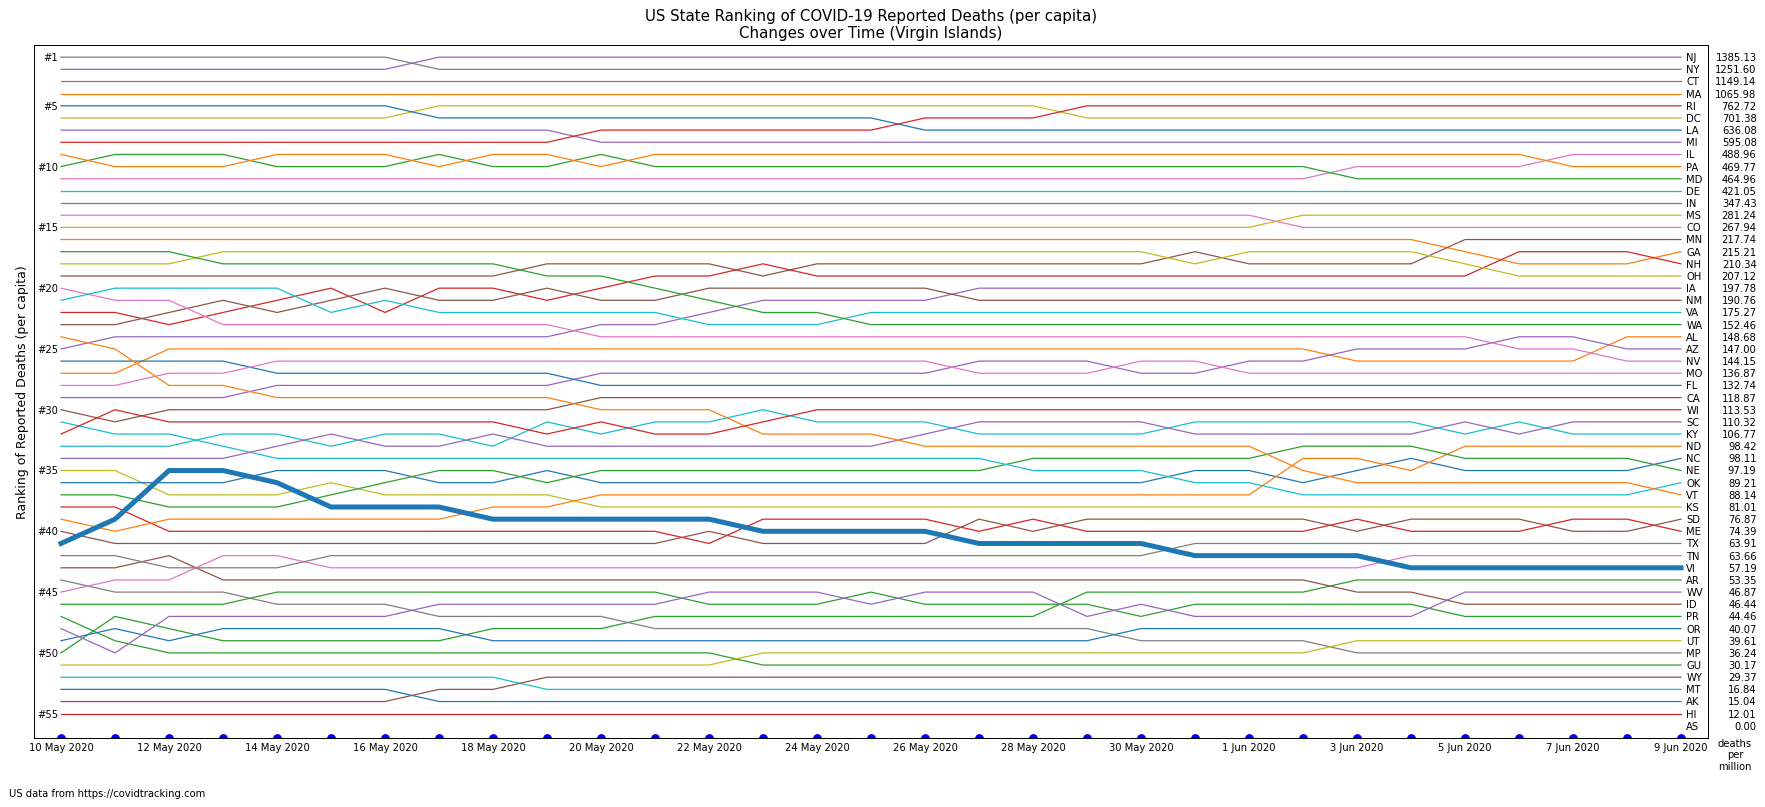 US State Ranking of COVID-19 Reported Deaths (per capita)
Changes over Time (Virgin Islands)
Ranking of Reported Deaths (per capita)
#1
#5
#10
#15
#20
#25
#30
#35
#40
#45
#50
#55
NJ 1385.13
NY 1251.60
CT 1149.14
MA 1065.98
RI 762.72
DC 701.38
LA 636.08
MI 595.08
IL 488.96
PA 469.77
MD 464.96
DE 421.05
IN 347.43
MS 281.24
CO 267.94
MN 217.74
GA 215.21
NH 210.34
OH 207.12
IA 197.78
NM 190.76
VA 175.27
WA 152.46
AL 148.68
AZ 147.00
NV 144.15
MO 136.87
FL 132.74
CA 118.87
WI 113.53
SC 110.32
KY 106.77
ND 98.42
NC 98.11
NE 97.19
OK 89.21
VT 88.14
KS 81.01
SD 76.87
ME 74.39
TX 63.91
TN 63.66
VI 57.19
AR 53.35
WV 46.87
ID 46.44
PR 44.46
OR 40.07
UT 39.61
MP 36.24
GU 30.17
WY 29.37
MT 16.84
AK 15.04
HI 12.01
AS 0.00
10 May 2020 12 May 2020 14 May 2020 16 May 2020 18 May 2020 20 May 2020 22 May 2020 24 May 2020 26 May 2020 28 May 2020 30 May 2020 1 Jun 2020 3 Jun 2020 5 Jun 2020 7 Jun 2020 9 Jun 2020
deaths
per
million
US data from https://covidtracking.com